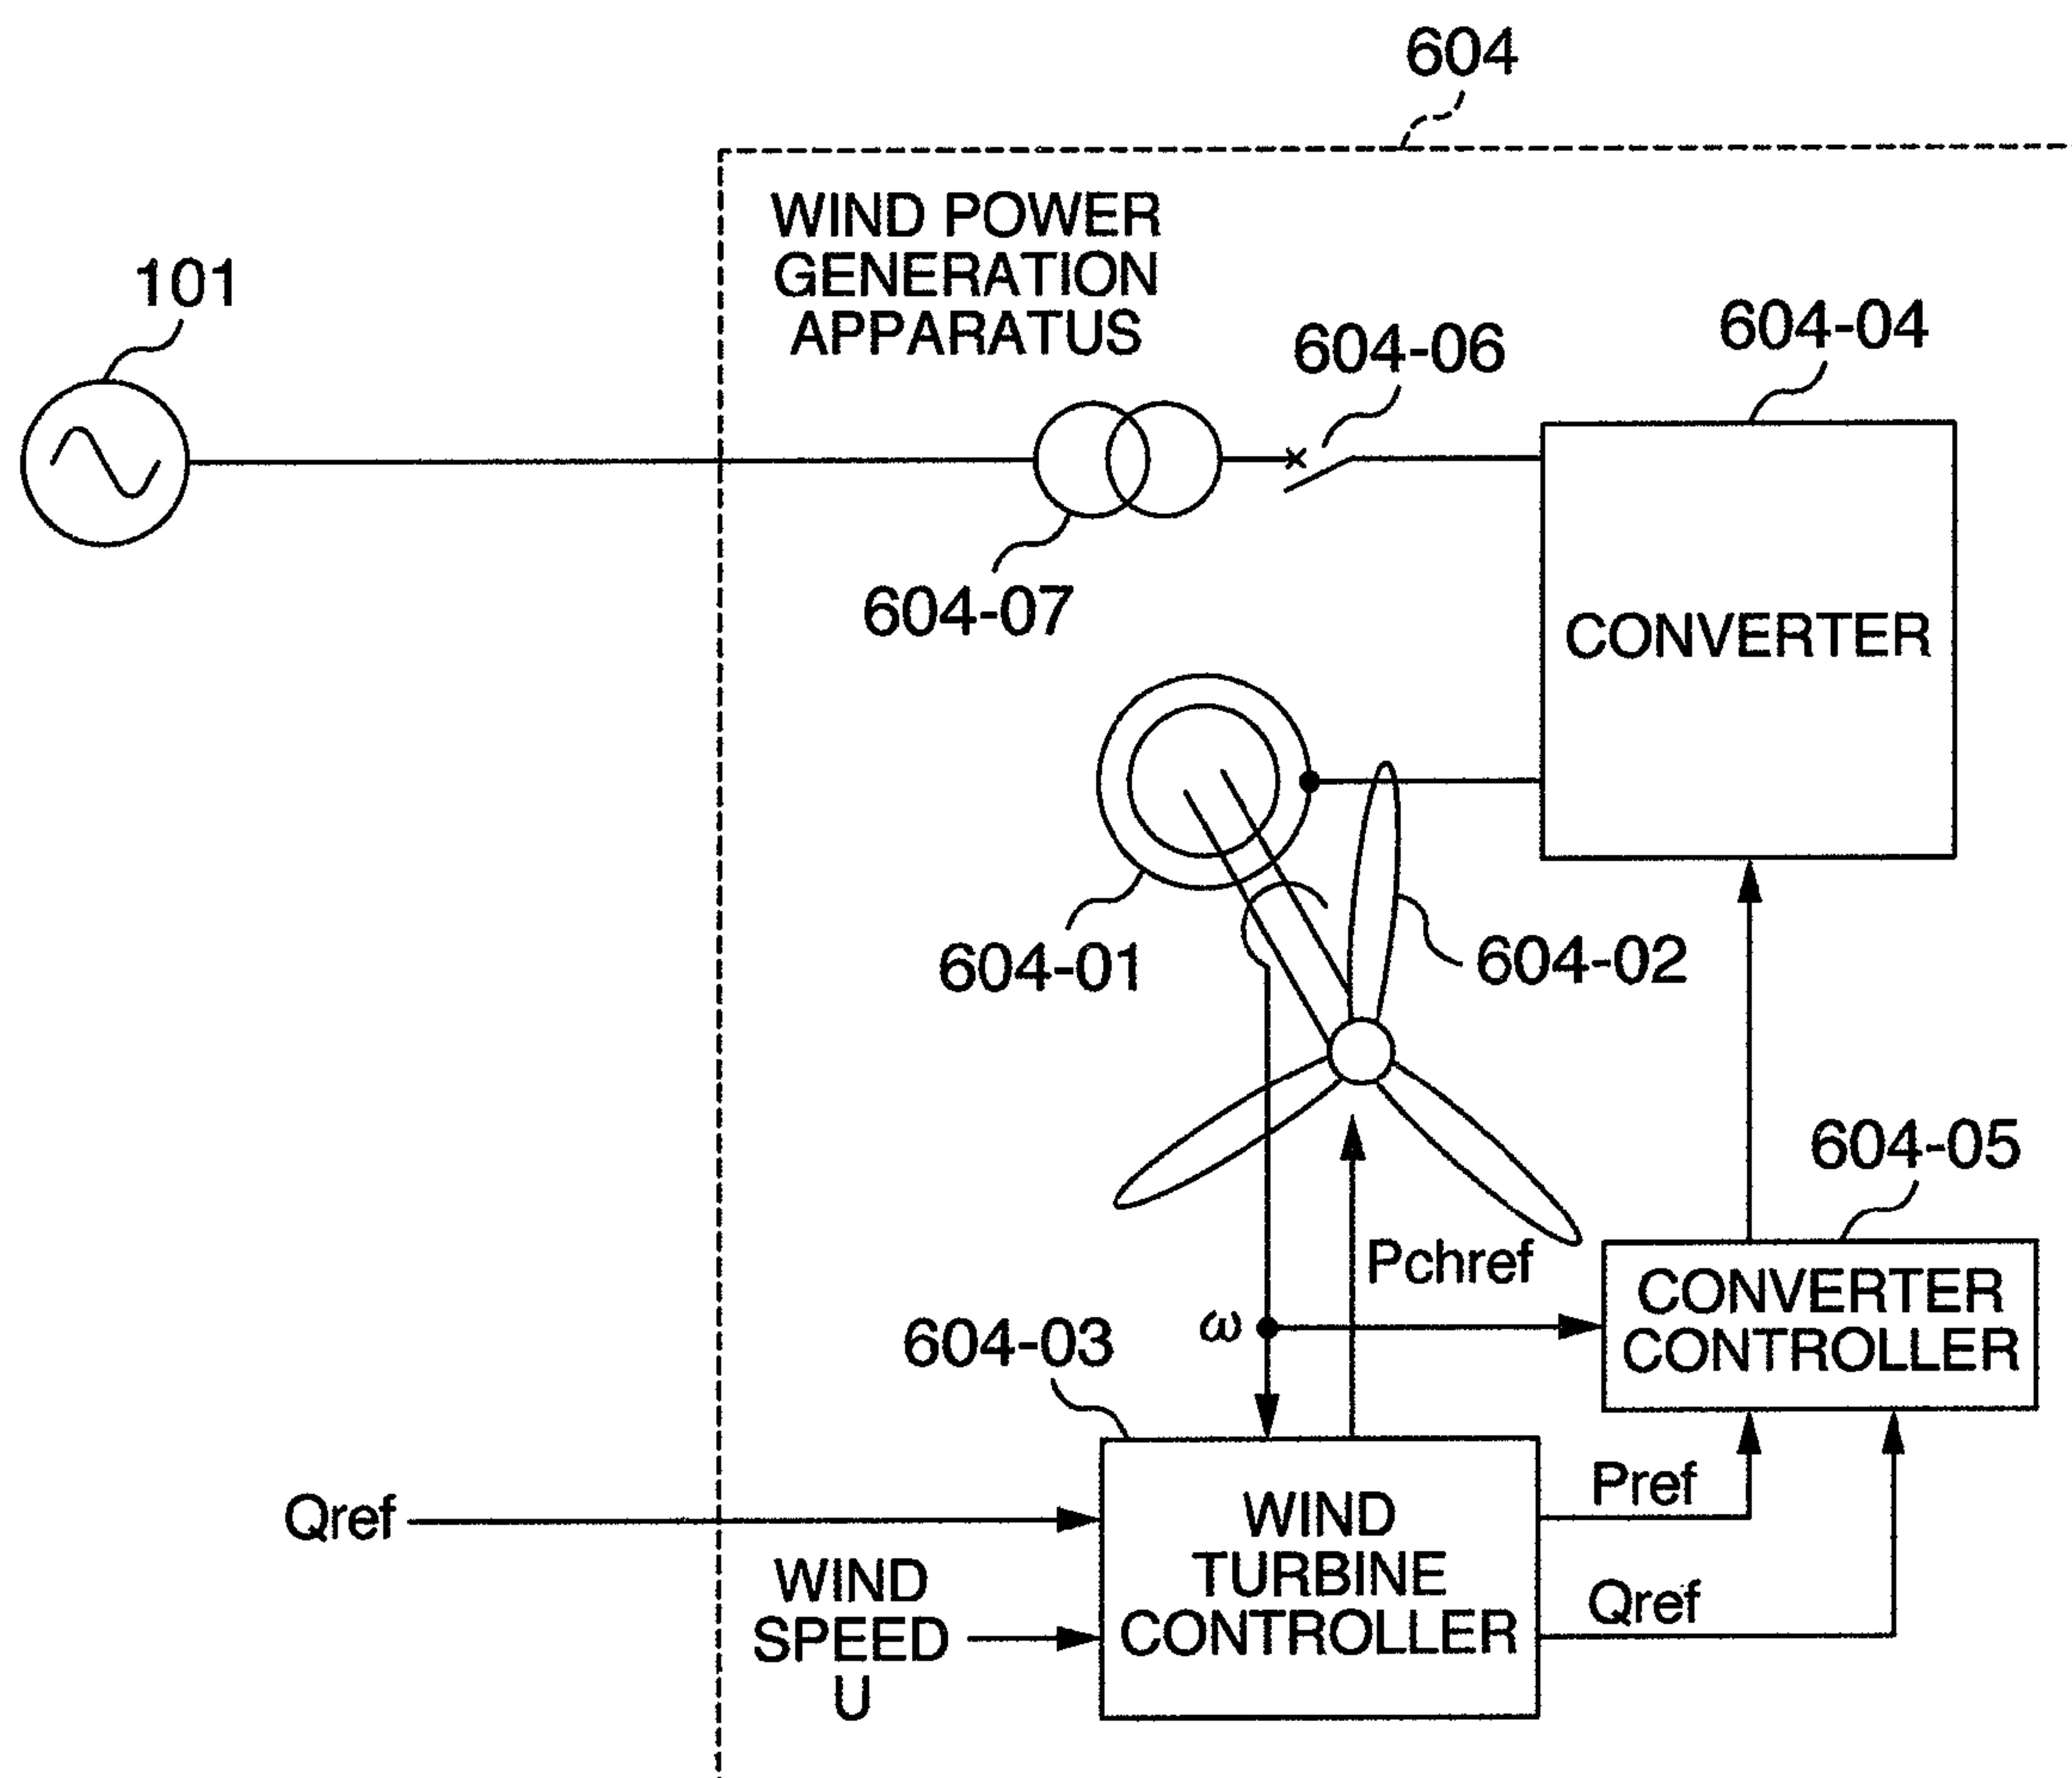 604
WIND POWER
GENERATION
APPARATUS
101
604-06
604-04
604-07
CONVERTER
604-01
604-02
604-05
Pchref
CONVERTER
CONTROLLER
ω
604-03
Qref
WIND
SPEED
U
WIND
TURBINE
CONTROLLER
Pref
Qref